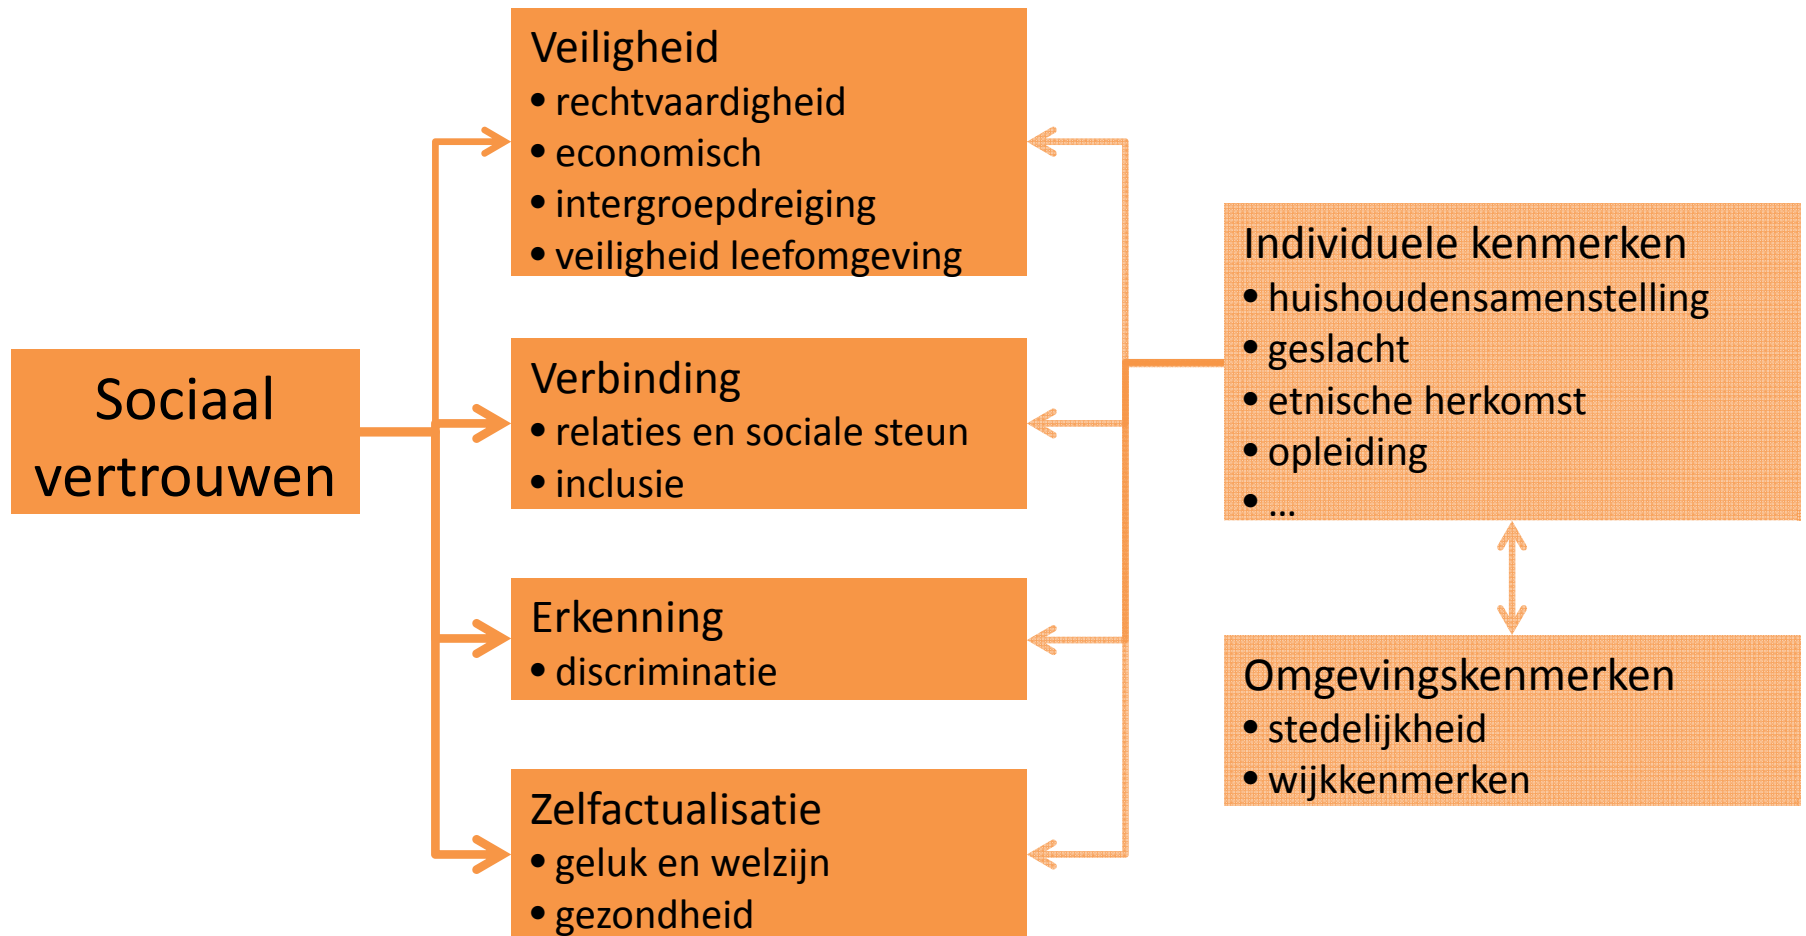 Sociaal
vertrouwen
Veiligheid
• rechtvaardigheid
• economisch
• intergroepdreiging
• veiligheid leefomgeving
Verbinding
• relaties en sociale steun
• inclusie
Erkenning
• discriminatie
Zelfactualisatie
• geluk en welzijn
• gezondheid
Individuele kenmerken
• huishoudensamenstelling
• geslacht
• etnische herkomst
• opleiding
• ...
Omgevingskenmerken
• stedelijkheid
• wijkkenmerken